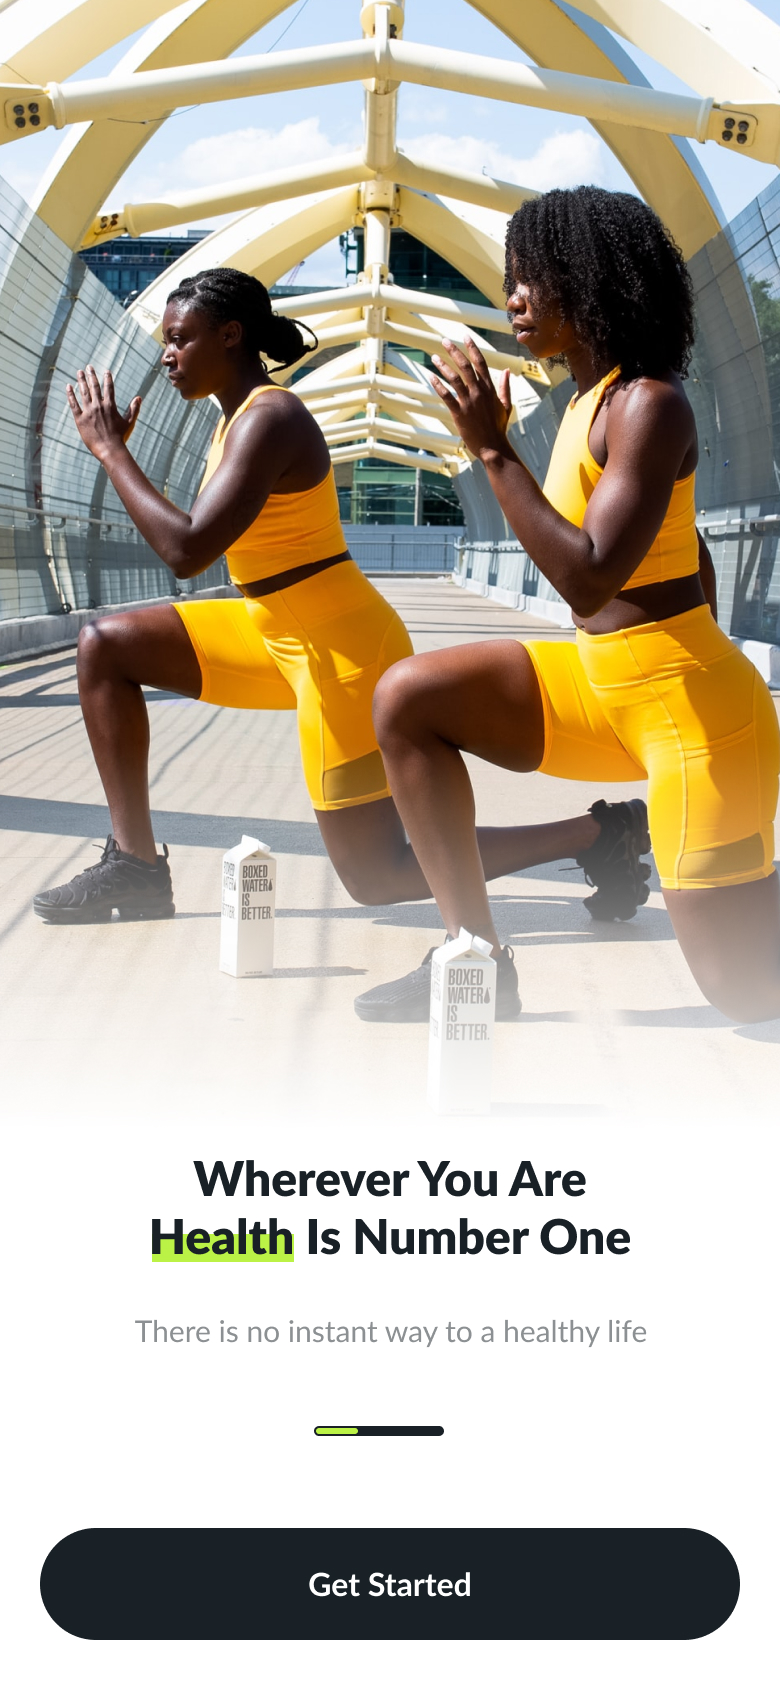 BOXED
WATER
IS
BETTER.
BOXED
WATER
IS
BETTER.
Wherever You Are
Health Is Number One
There is no instant way to a healthy life
Get Started